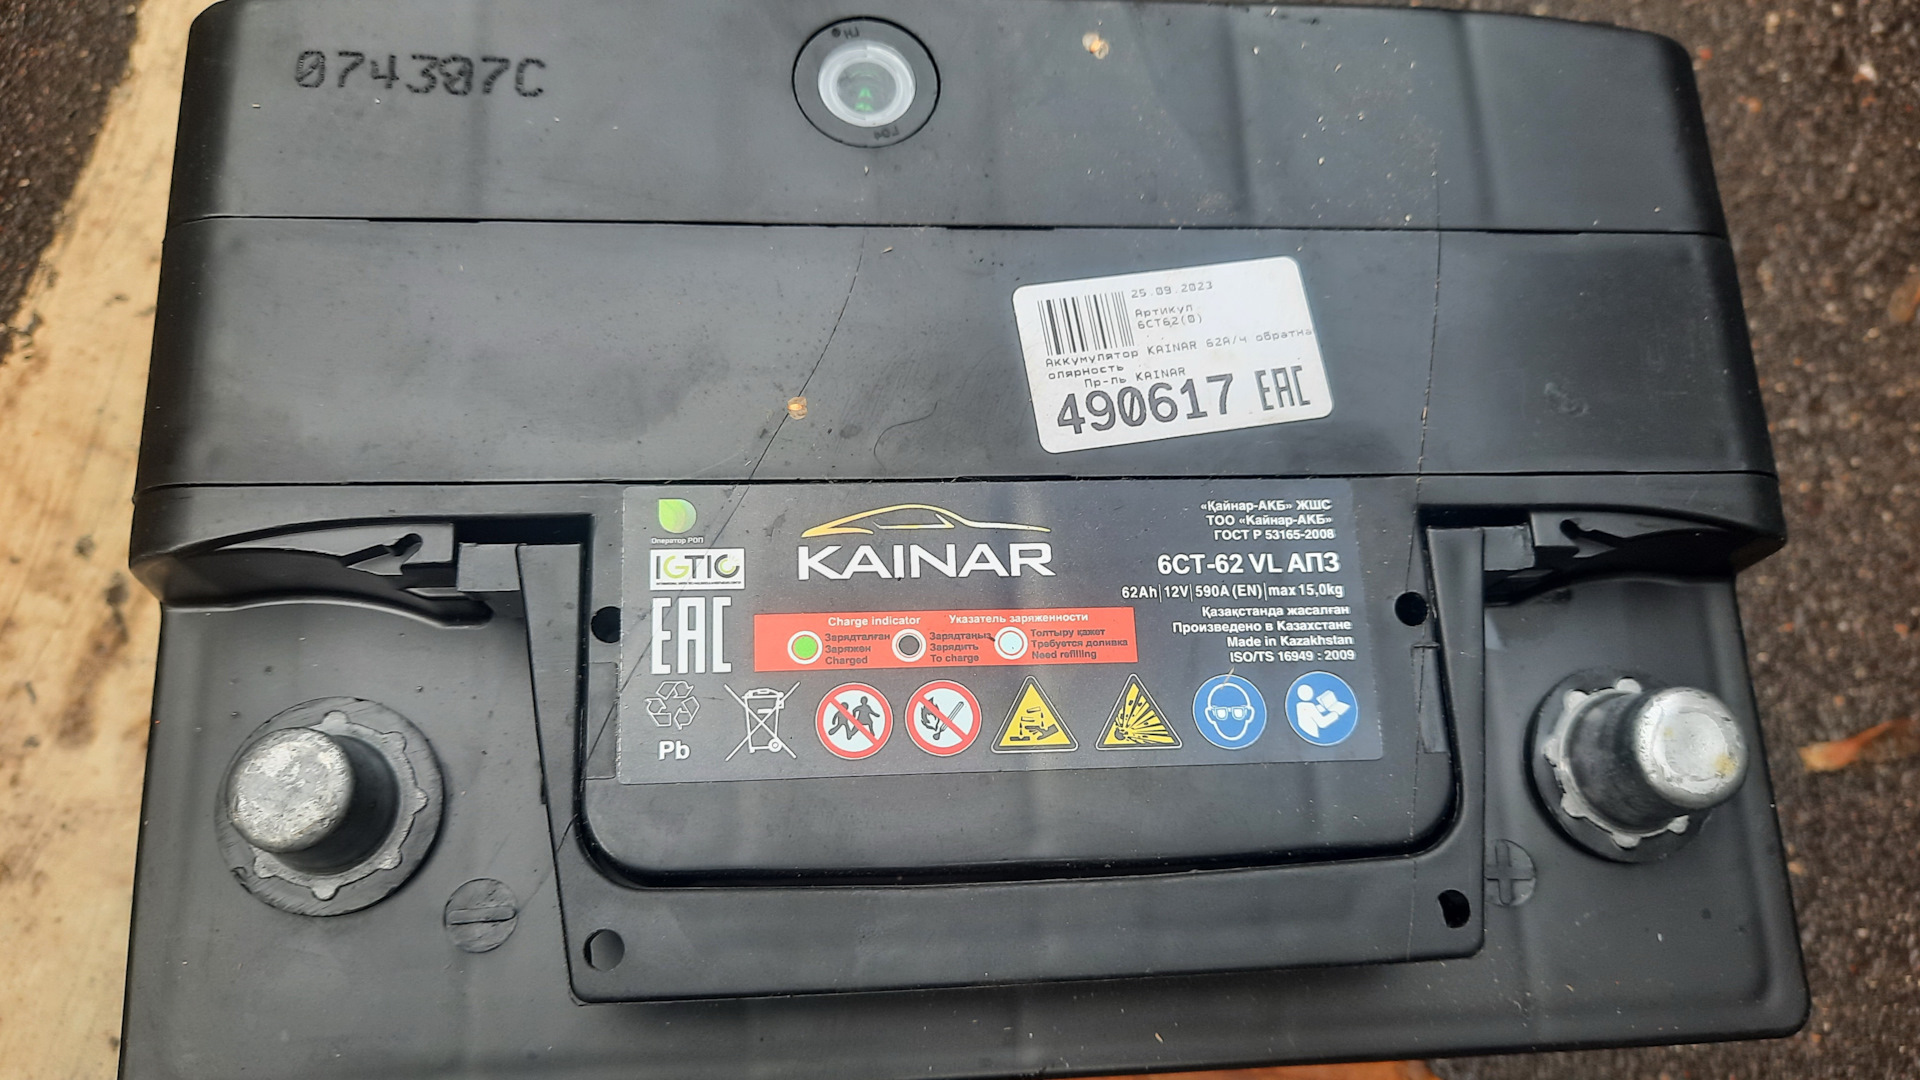 074307C
25.09.2023
Артикул
6СТ62(0)
Аккумулятор KAINAR 62А/ч обратна
олярность
Пр-ль KAINAR
490617 EAC
Оператор РОП
IGTIC
EAC
Pb
KAINAR
«Қайнар-АКБ» ЖШС
ТОО «Кайнар-АКБ»
ГОСТ Р 53165-2008
6СТ-62 VL АПЗ
62Ah|12V|590A (EN)|max 15,0kg
Қазақстанда жасалған
Произведено в Казахстане
Made in Kazakhstan
ISO/TS 16949 : 2009
Charge indicator Указатель заряженности
Зарядталған
Заряжен
Charged
Зарядтаңыз
Зарядить
To charge
Толтыру қажет
Требуется доливка
Need refilling